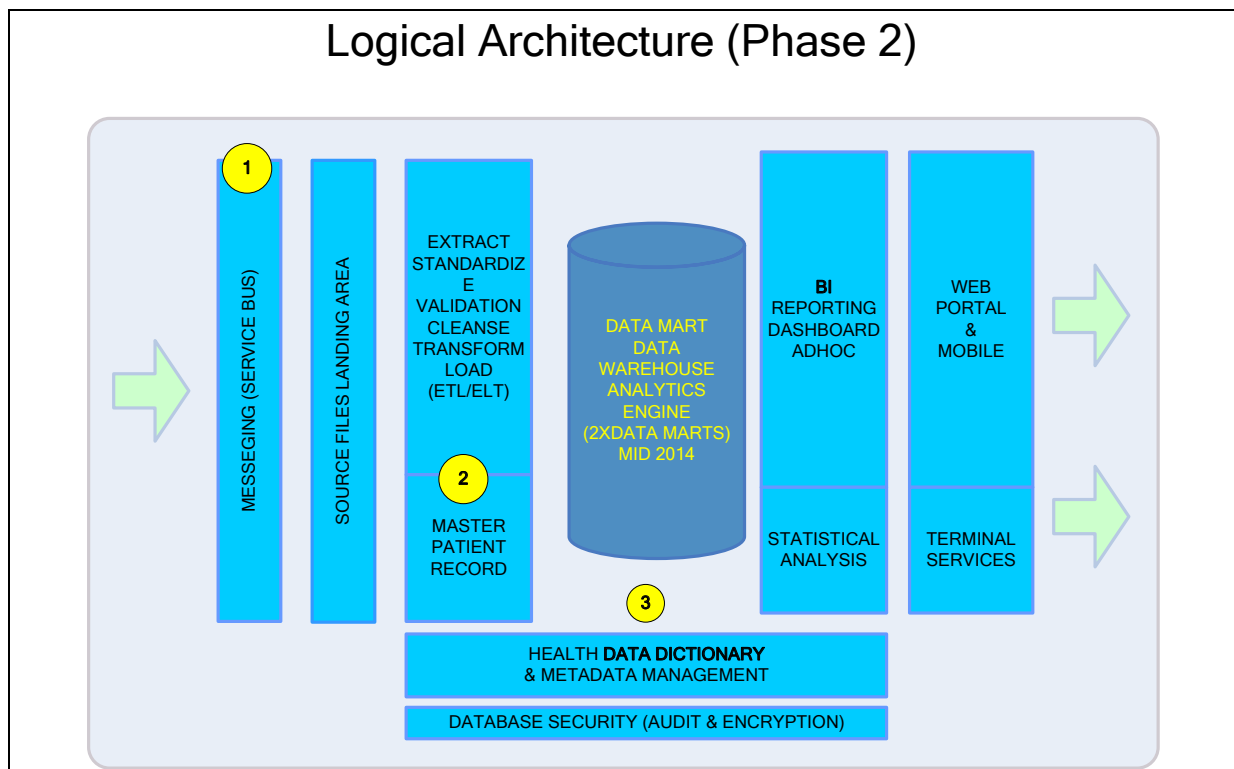 Logical Architecture (Phase 2)
1
MESSEGING (SERVICE BUS)
SOURCE FILES LANDING AREA
EXTRACT
STANDARDIZ
E
VALIDATION
CLEANSE
TRANSFORM
LOAD
(ETL/ELT)
2
MASTER
PATIENT
RECORD
DATA MART
DATA
WAREHOUSE
ANALYTICS
ENGINE
(2XDATA MARTS)
MID 2014
3
BI
REPORTING
DASHBOARD
ADHOC
STATISTICAL
ANALYSIS
WEB
PORTAL
&
MOBILE
TERMINAL
SERVICES
HEALTH DATA DICTIONARY
& METADATA MANAGEMENT
DATABASE SECURITY (AUDIT & ENCRYPTION)